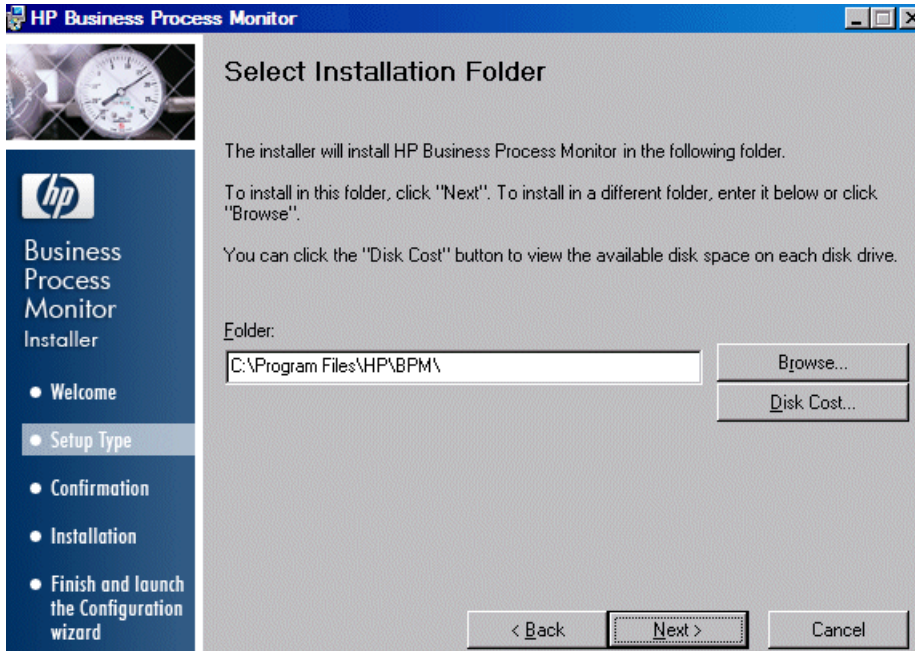 HP Business Process Monitor
Select Installation Folder
The installer will install HP Business Process Monitor in the following folder.
To install in this folder, click "Next". To install in a different folder, enter it below or click
"Browse".
You can click the "Disk Cost" button to view the available disk space on each disk drive.
Folder:
C:\Program Files\HP\BPM\
Browse...
Disk Cost...
hp
Business
Process
Monitor
Installer
Welcome
Setup Type
Confirmation
Installation
Finish and launch
the Configuration
wizard
< Back
Next >
Cancel